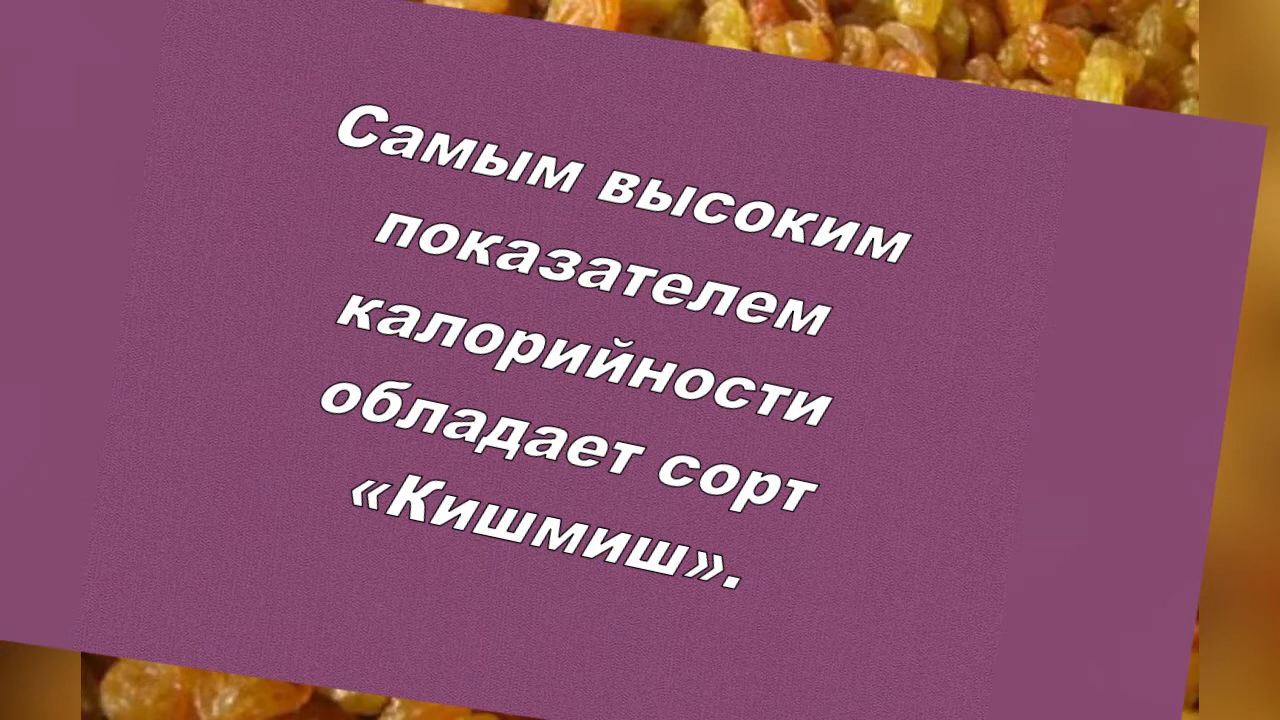 Самым высоким
показателем
калорийности
обладает сорт
«Кишмиш».